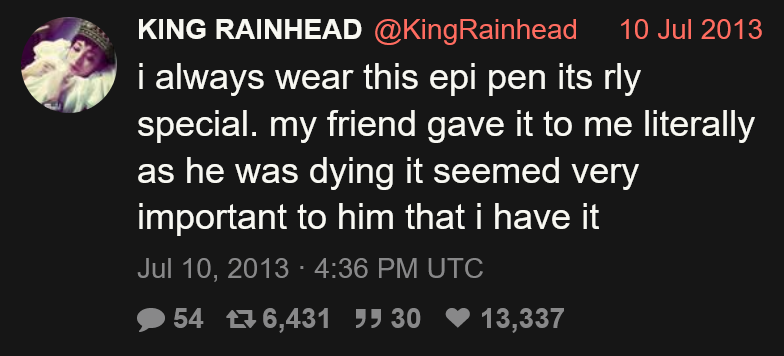 KING RAINHEAD @KingRainhead 10 Jul 2013
i always wear this epi pen its rly
special. my friend gave it to me literally
as he was dying it seemed very
important to him that i have it
Jul 10, 2013 · 4:36 PM UTC
54 6,431 30 13,337